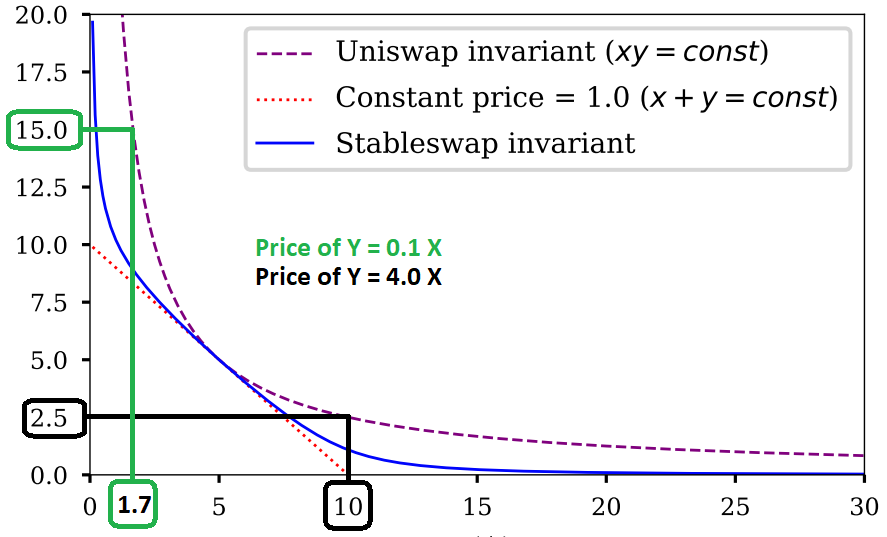 20.0
17.5
15.0
12.5
10.0
7.5
5.0
2.5
0.0
Uniswap invariant (xy = const)
Constant price = 1.0 (x + y = const)
Stableswap invariant
Price of Y = 0.1 X
Price of Y = 4.0 X
0 1.7 5 10 15 20 25 30